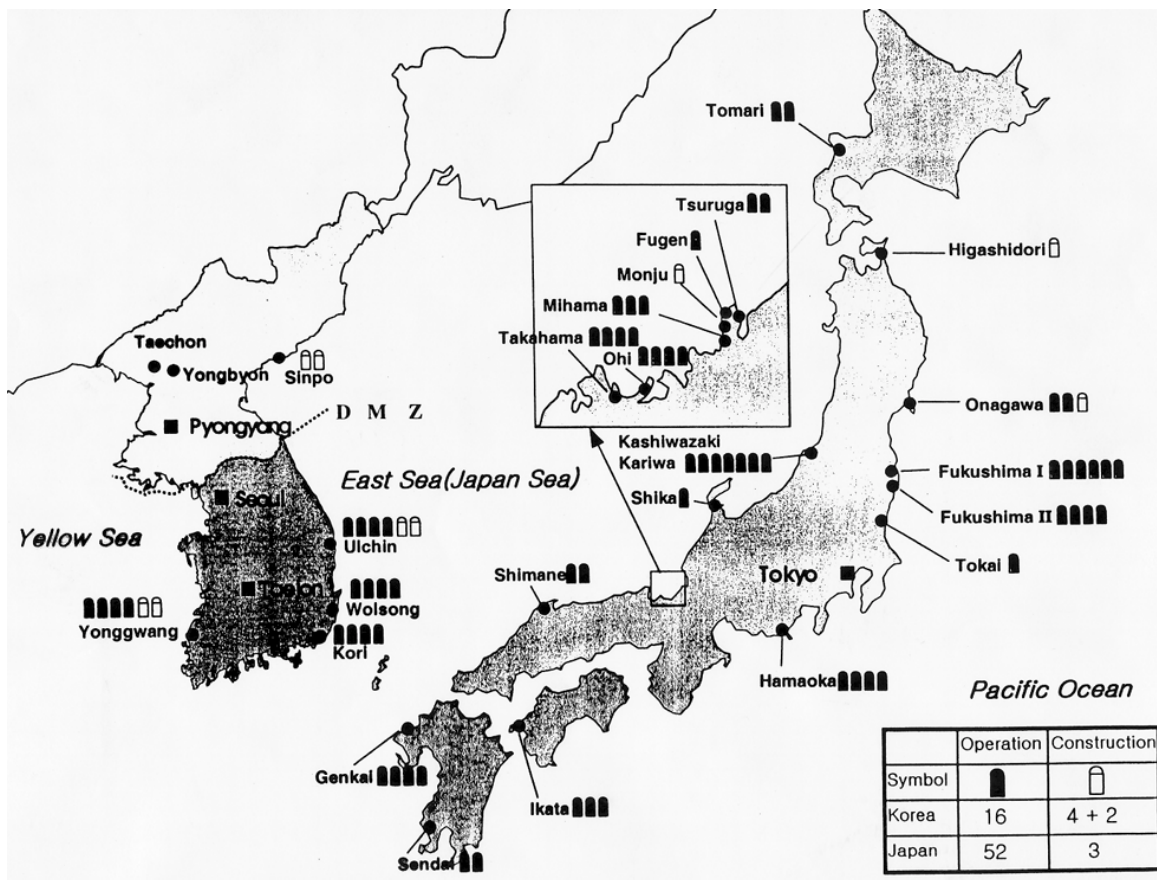 Tomari
Tsuruga
Fugen
Monju
Mihama
Takahama
Ohi
Higashidori
Taechon
Yongbyon
Sinpo
D M Z
Pyongyang
Onagawa
Kashiwazaki
Kariwa
Fukushima I
Fukushima II
Shika
East Sea(Japan Sea)
Seoul
Yellow Sea
Ulchin
Tokai
Tokyo
Shimane
Taejon
Wolsong
Yonggwang
Kori
Hamaoka
Pacific Ocean
Genkai
Ikata
Sendai
Operation Construction
Symbol
Korea 16 4 + 2
Japan 52 3